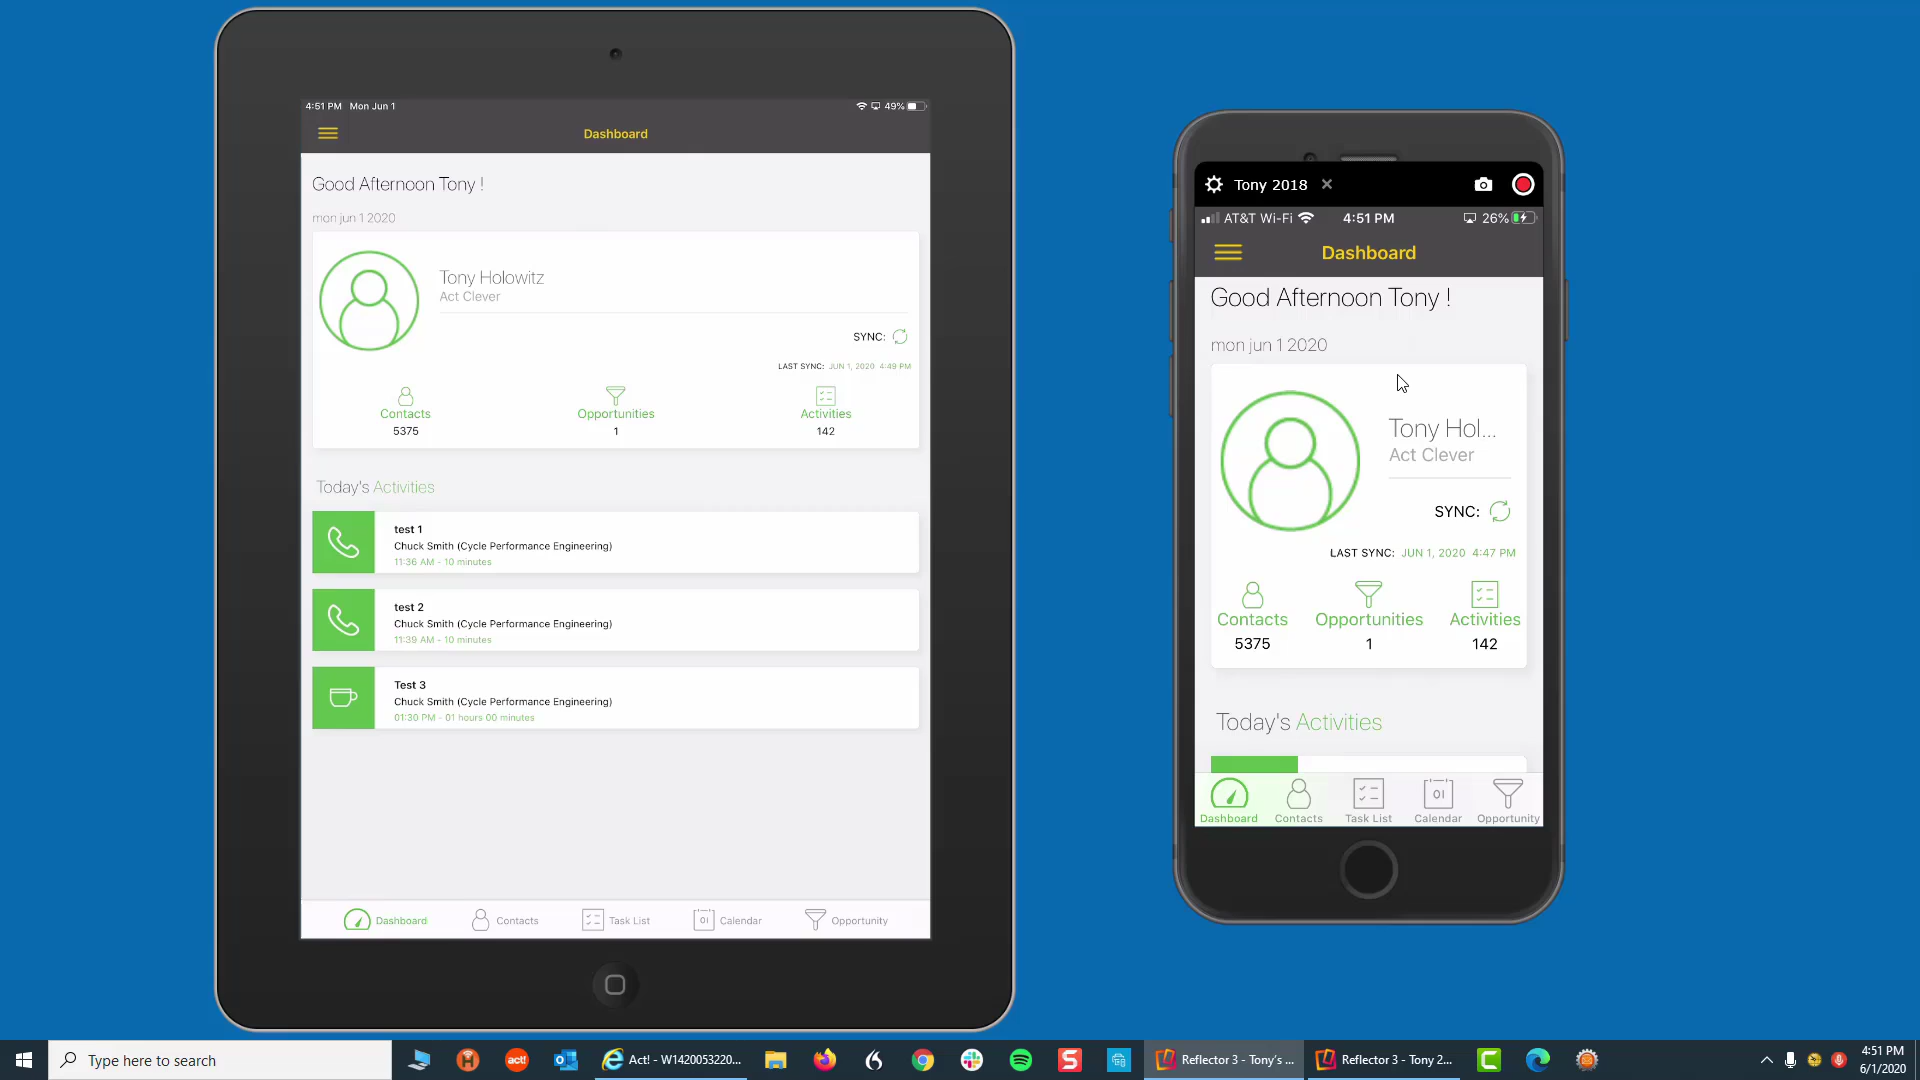 4:51 PM Mon Jun 1
49%
Dashboard
Good Afternoon Tony !
mon jun 1 2020
Tony Holowitz
Act Clever
SYNC:
LAST SYNC: JUN 1, 2020 4:49 PM
Contacts
5375
Opportunities
1
Activities
142
Today's Activities
test 1
Chuck Smith (Cycle Performance Engineering)
11:36 AM - 10 minutes
test 2
Chuck Smith (Cycle Performance Engineering)
11:39 AM - 10 minutes
Test 3
Chuck Smith (Cycle Performance Engineering)
01:30 PM - 01 hours 00 minutes
Dashboard
Contacts
Task List
01
Calendar
Opportunity
Tony 2018
AT&T Wi-Fi
4:51 PM
26%
Dashboard
Good Afternoon Tony !
mon jun 1 2020
Tony Hol...
Act Clever
SYNC:
LAST SYNC: JUN 1, 2020 4:47 PM
Contacts
5375
Opportunities
1
Activities
142
Today's Activities
Dashboard
Contacts
Task List
01
Calendar
Opportunity
Type here to search
H
act!
Act! - W1420053220...
S
Reflector 3 - Tony's ...
Reflector 3 - Tony 2...
C
4:51 PM
6/1/2020